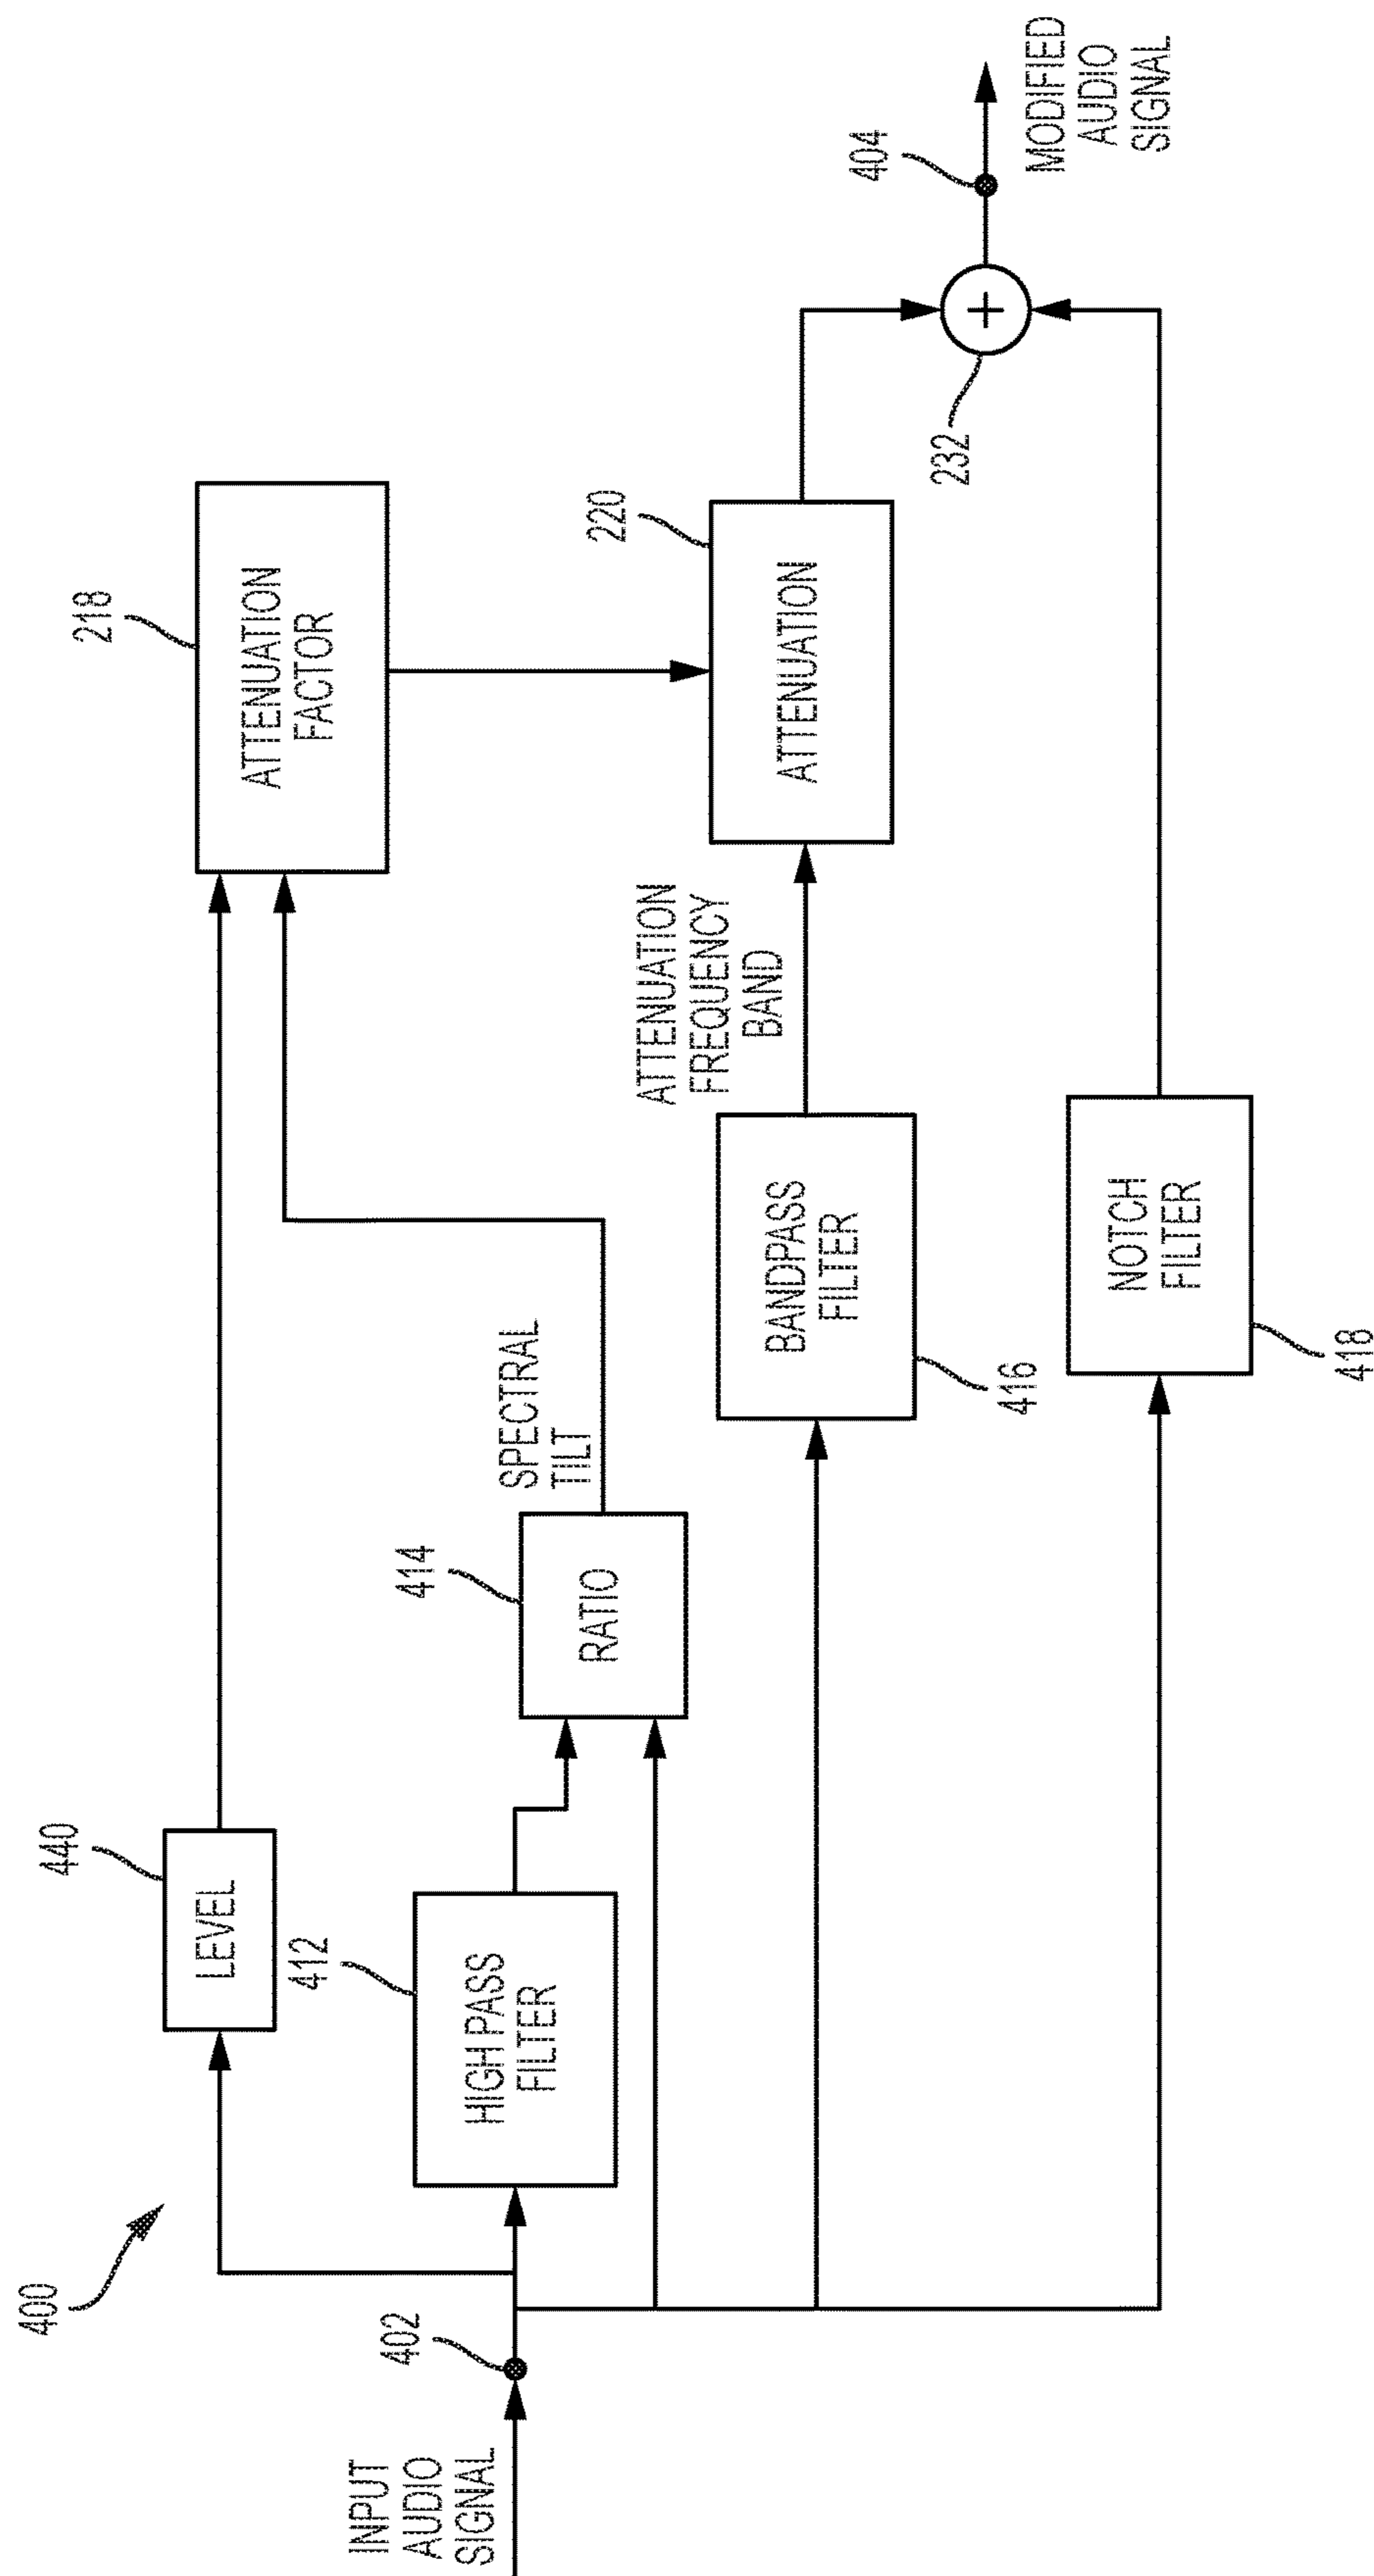 400
INPUT
AUDIO
SIGNAL
402
440
LEVEL
412
HIGH PASS
FILTER
414
RATIO
SPECTRAL
TILT
218
ATTENUATION
FACTOR
BANDPASS
FILTER
416
ATTENUATION
FREQUENCY
BAND
220
ATTENUATION
NOTCH
FILTER
418
232
+
404
MODIFIED
AUDIO
SIGNAL